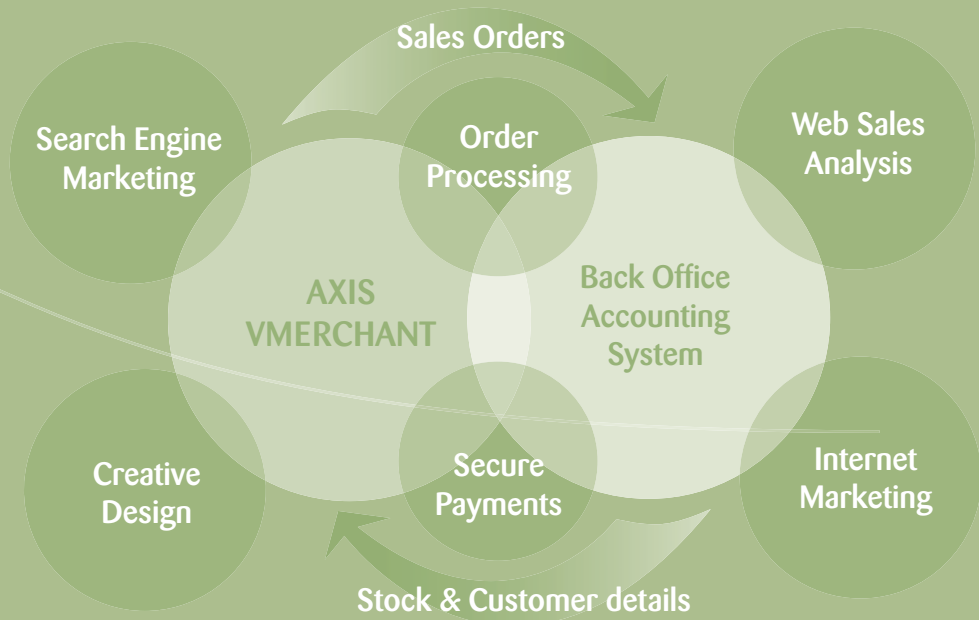 Sales Orders
Search Engine
Marketing
Order
Processing
Web Sales
Analysis
AXIS
VMERCHANT
Back Office
Accounting
System
Creative
Design
Secure
Payments
Internet
Marketing
Stock & Customer details